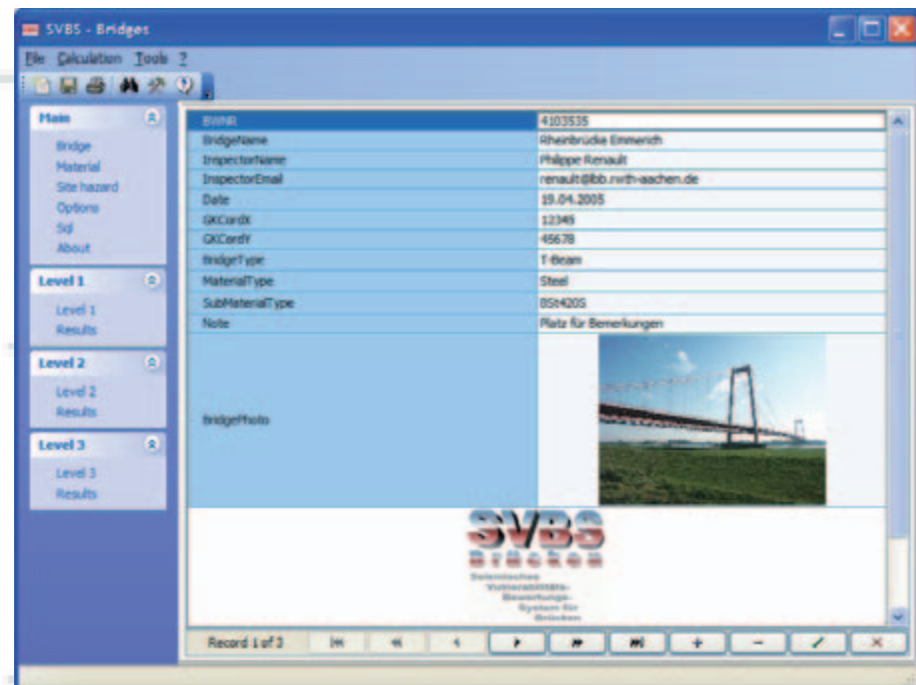 SVBS - Bridges
File Calculation Tools ?
Main
Bridge
Material
Site hazard
Options
Sql
About
Level 1
Level 1
Results
Level 2
Level 2
Results
Level 3
Level 3
Results
BWNR 4103535
BridgeName Rheinbrücke Emmerich
InspectorName Philippe Renault
InspectorEmail renault@lbb.rwth-aachen.de
Date 19.04.2005
GKCordX 12345
GKCordY 45678
BridgeType T-Beam
MaterialType Steel
SubMaterialType BSt420S
Note Platz für Bemerkungen
BridgePhoto
SVBS
Brücken
Seismisches
Vulnerabilitäts-
Bewertungs-
System für
Brücken
Record 1 of 3